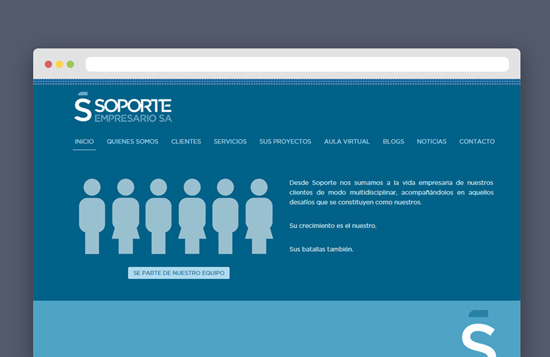 SOPORTE
EMPRESARIO SA
INICIO QUIENES SOMOS CLIENTES SERVICIOS SUS PROYECTOS AULA VIRTUAL BLOGS NOTICIAS CONTACTO
Desde Soporte nos sumamos a la vida empresaria de nuestros
clientes de modo multidisciplinar, acompañándolos en aquellos
desafíos que se constituyen como nuestros.
Su crecimiento es el nuestro.
Sus batallas también.
SE PARTE DE NUESTRO EQUIPO